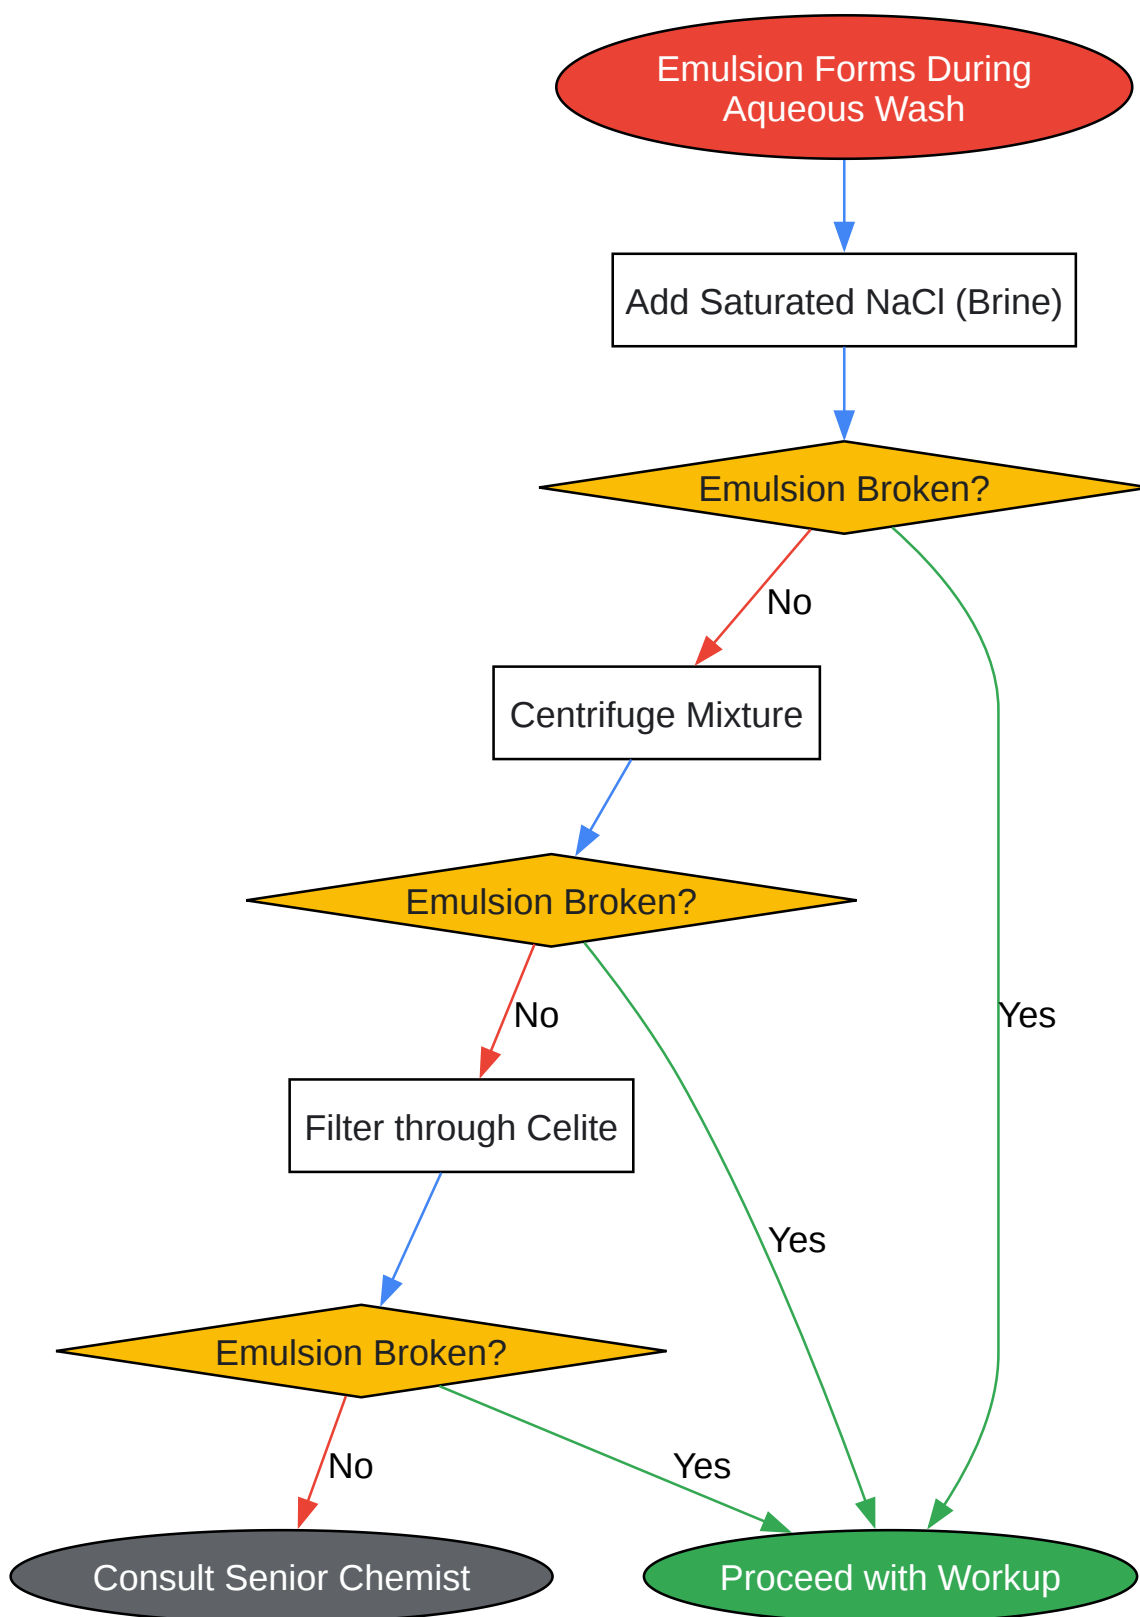 Emulsion Forms During
Aqueous Wash
Add Saturated NaCl (Brine)
Emulsion Broken?
No
Centrifuge Mixture
Emulsion Broken?
No
Yes
Filter through Celite
Yes
Emulsion Broken?
No
Yes
Consult Senior Chemist
Proceed with Workup